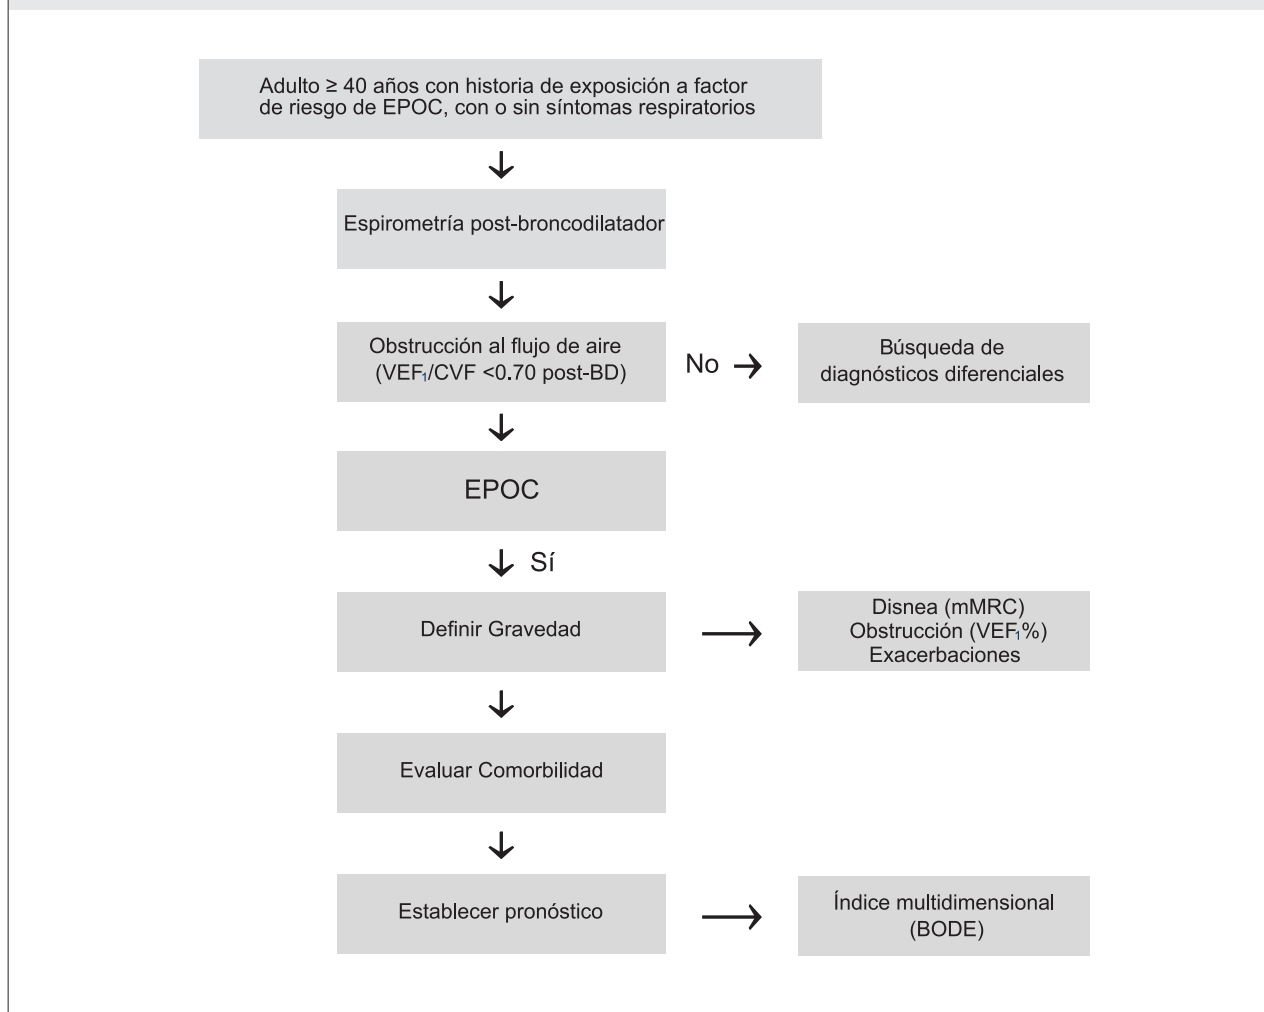 Adulto ≥ 40 años con historia de exposición a factor
de riesgo de EPOC, con o sin síntomas respiratorios
Espirometría post-broncodilatador
Obstrucción al flujo de aire
(VEF₁/CVF <0.70 post-BD)
No
Búsqueda de
diagnósticos diferenciales
EPOC
Sí
Definir Gravedad
Disnea (mMRC)
Obstrucción (VEF₁%)
Exacerbaciones
Evaluar Comorbilidad
Establecer pronóstico
Índice multidimensional
(BODE)